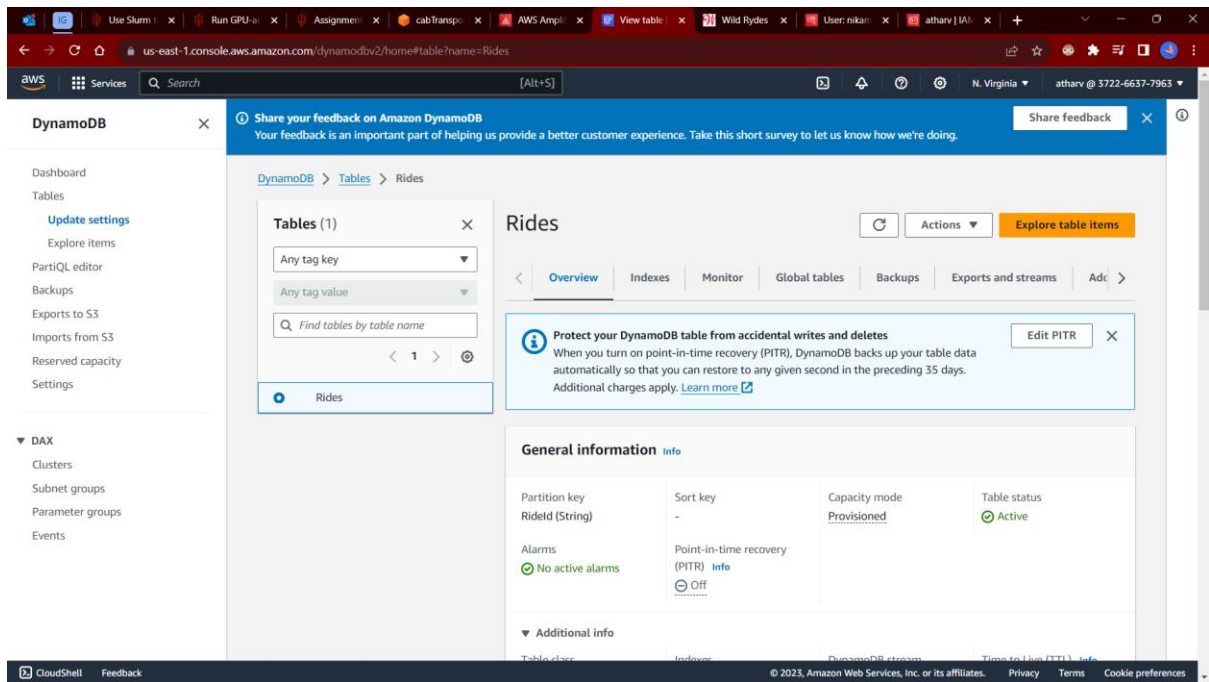 IG
Use Slurm t
Run GPU-a
Assignment
cabTranspo
AWS Ampli
View table |
Wild Rydes
User: nikam
atharv | IAM
us-east-1.console.aws.amazon.com/dynamodbv2/home#table?name=Rides
aws
Services
Search
[Alt+S]
N. Virginia
atharv @ 3722-6637-7963
DynamoDB
Dashboard
Tables
Update settings
Explore items
PartiQL editor
Backups
Exports to S3
Imports from S3
Reserved capacity
Settings
DAX
Clusters
Subnet groups
Parameter groups
Events
Share your feedback on Amazon DynamoDB
Your feedback is an important part of helping us provide a better customer experience. Take this short survey to let us know how we're doing.
Share feedback
DynamoDB > Tables > Rides
Tables (1)
Any tag key
Any tag value
Find tables by table name
1
Rides
Rides
Actions
Explore table items
Overview
Indexes
Monitor
Global tables
Backups
Exports and streams
Protect your DynamoDB table from accidental writes and deletes
When you turn on point-in-time recovery (PITR), DynamoDB backs up your table data
automatically so that you can restore to any given second in the preceding 35 days.
Additional charges apply. Learn more
Edit PITR
General information Info
Partition key
RideId (String)
Sort key
-
Capacity mode
Provisioned
Table status
Active
Alarms
No active alarms
Point-in-time recovery
(PITR) Info
Off
Additional info
Table class
Indexes
DynamoDB stream
Time to Live (TTL) Info
CloudShell
Feedback
© 2023, Amazon Web Services, Inc. or its affiliates.
Privacy
Terms
Cookie preferences